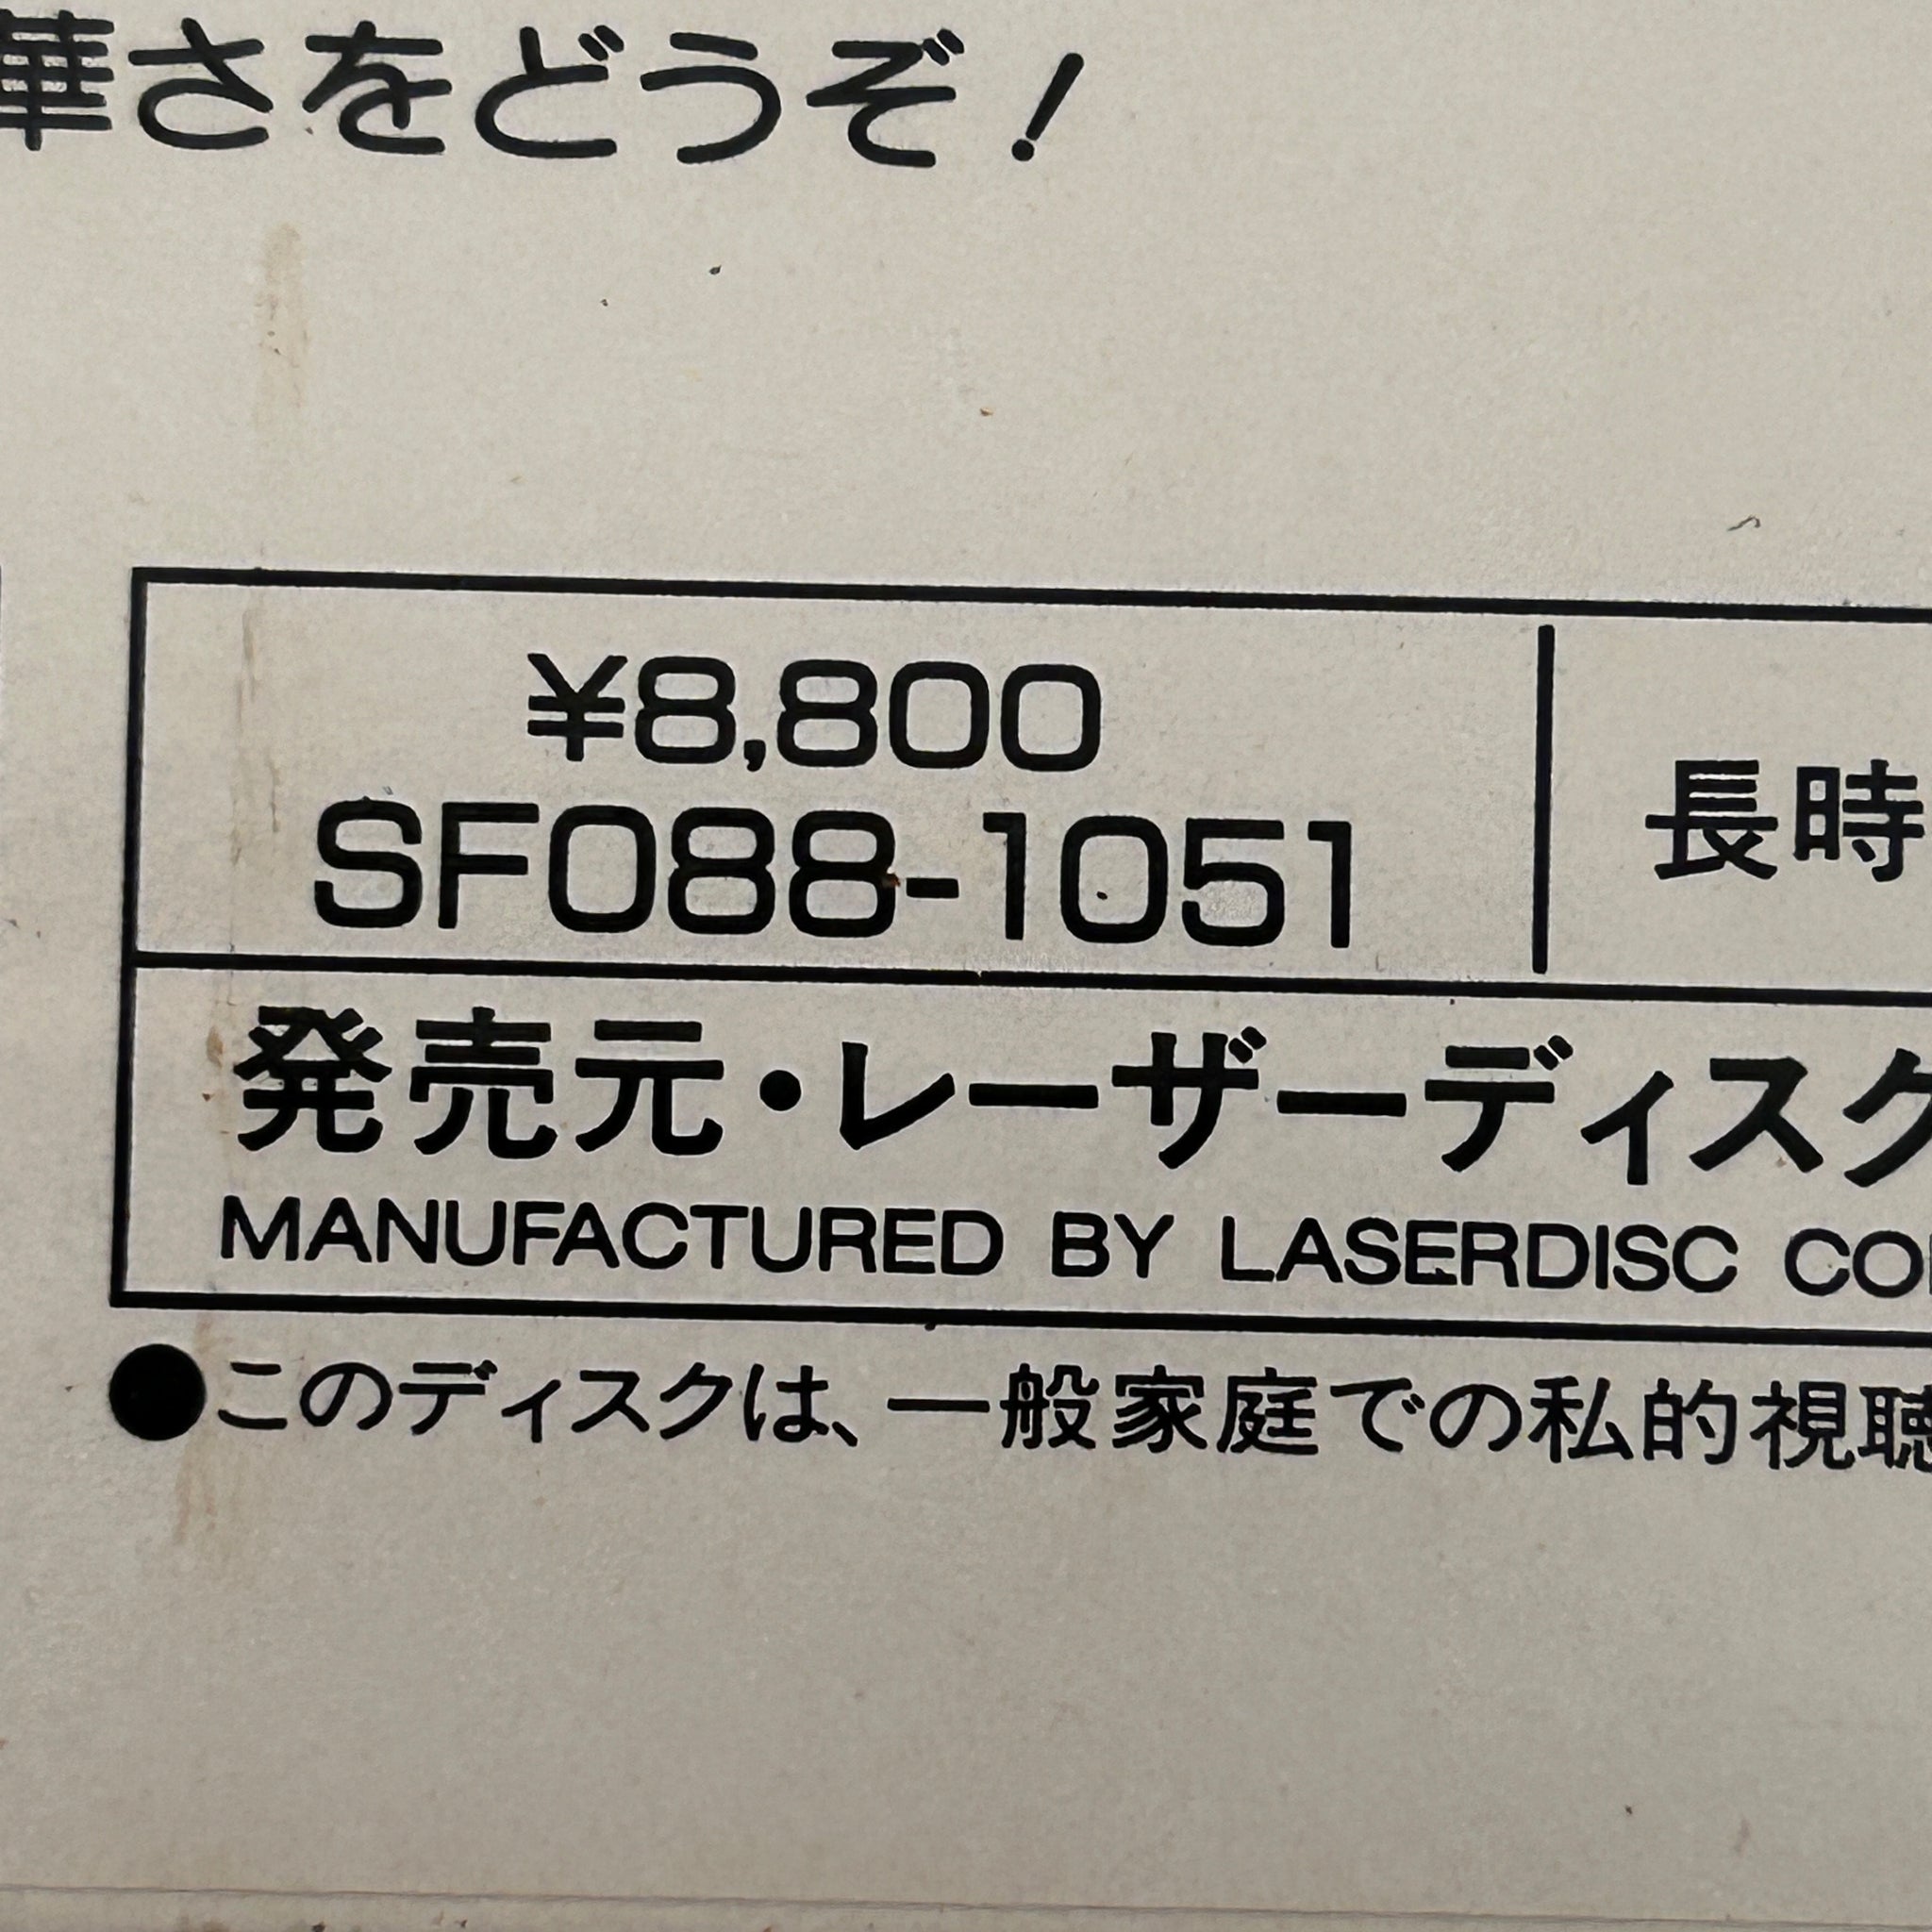 華さをどうぞ！
¥8,800
SF088-1051
長時
発売元・レーザーディスク
MANUFACTURED BY LASERDISC CO
●このディスクは、一般家庭での私的視聴